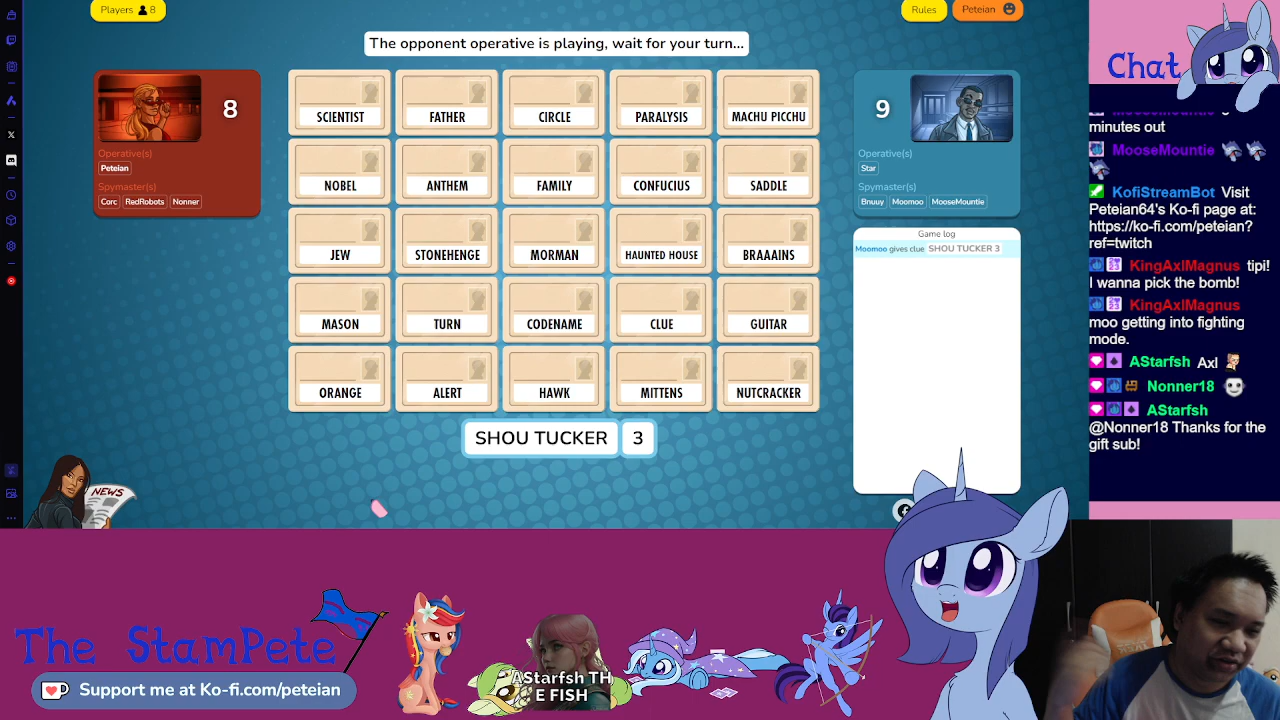 Players 8
Rules
Peteian
The opponent operative is playing, wait for your turn...
8
Operative(s)
Peteian
Spymaster(s)
Corc RedRobots Nonner
SCIENTIST FATHER CIRCLE PARALYSIS MACHU PICCHU
NOBEL ANTHEM FAMILY CONFUCIUS SADDLE
JEW STONEHENGE MORMAN HAUNTED HOUSE BRAAAINS
MASON TURN CODENAME CLUE GUITAR
ORANGE ALERT HAWK MITTENS NUTCRACKER
SHOU TUCKER 3
9
Operative(s)
Star
Spymaster(s)
Bnuuy Moomoo MooseMountie
Game log
Moomoo gives clue SHOU TUCKER 3
NEWS
Chat
minutes out
MooseMountie
KofiStreamBot Visit
Peteian64's Ko-fi page at:
https://ko-fi.com/peteian?
ref=twitch
KingAxlMagnus tipi!
I wanna pick the bomb!
KingAxlMagnus
moo getting into fighting
mode.
AStarfsh Axl
Nonner18
AStarfsh
@Nonner18 Thanks for the
gift sub!
The StamPete
Support me at Ko-fi.com/peteian
AStarfsh TH
E FISH